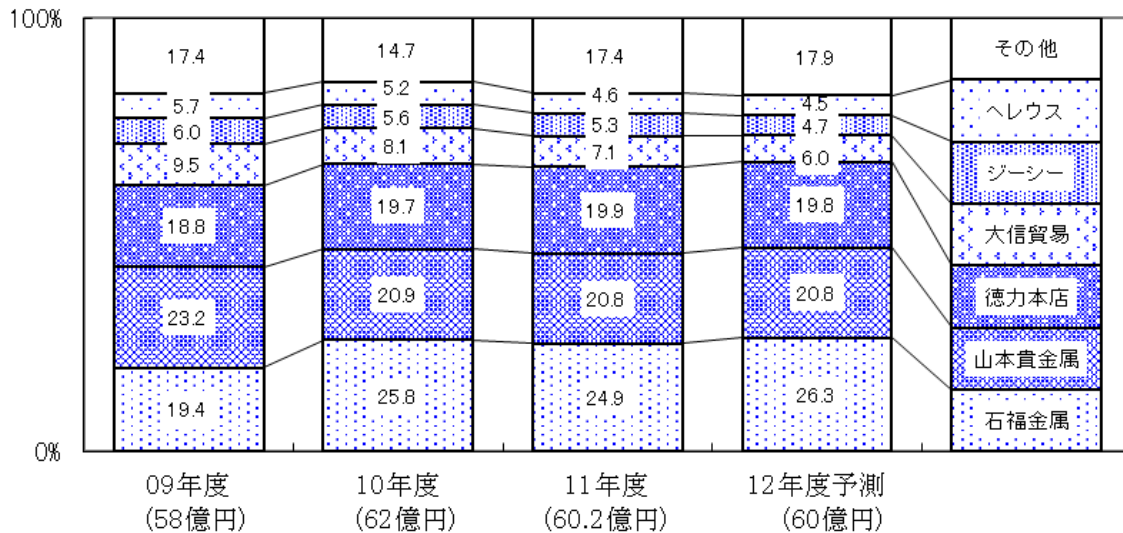 100%
17.4 14.7 17.4 17.9 その他
5.7 5.2 4.6 4.5 ヘレウス
6.0 5.6 5.3 4.7 ジーシー
9.5 8.1 7.1 6.0 大信貿易
18.8 19.7 19.9 19.8 徳力本店
23.2 20.9 20.8 20.8 山本貴金属
19.4 25.8 24.9 26.3 石福金属
0%
09年度 10年度 11年度 12年度予測
(58億円) (62億円) (60.2億円) (60億円)